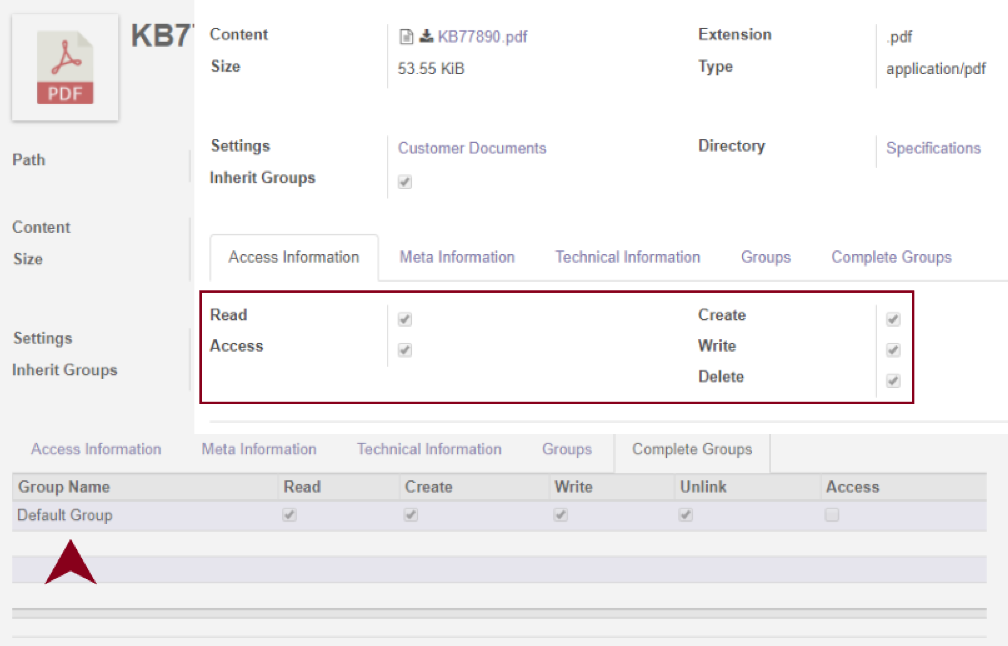 PDF
KB7
Content KB77890.pdf Extension .pdf
Size 53.55 KiB Type application/pdf
Path
Settings Customer Documents Directory Specifications
Inherit Groups
Content
Size
Access Information Meta Information Technical Information Groups Complete Groups
Read Create
Access Write
Delete
Settings
Inherit Groups
Access Information Meta Information Technical Information Groups Complete Groups
Group Name Read Create Write Unlink Access
Default Group